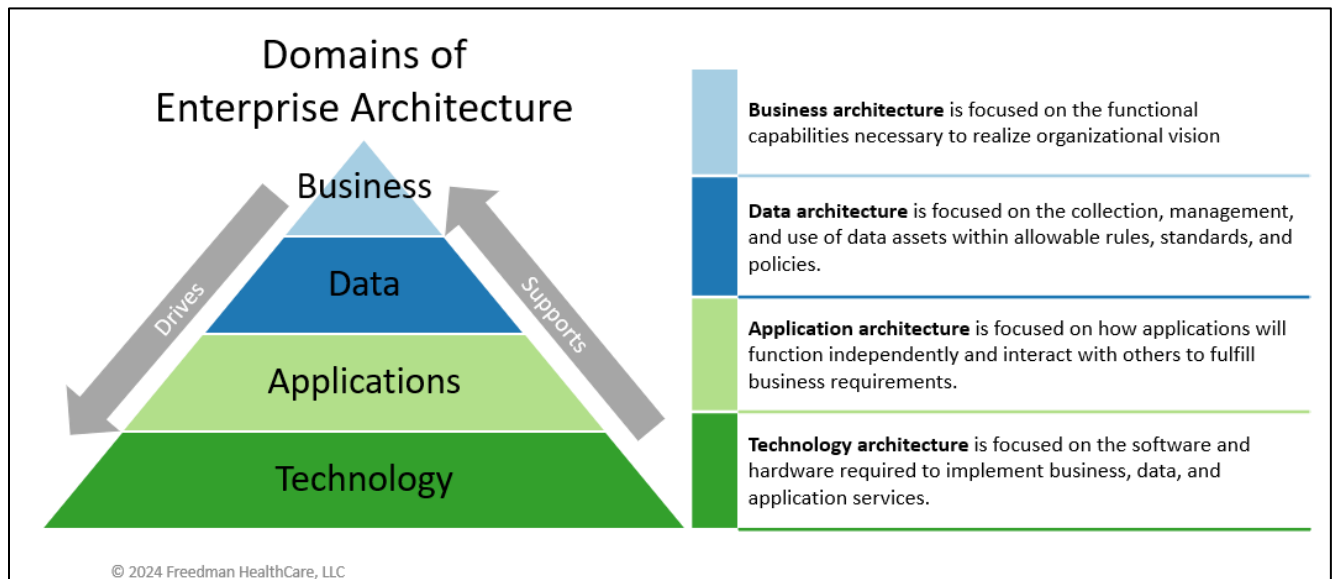 Domains of
Enterprise Architecture
Business
Data
Applications
Technology
Drives
Supports
Business architecture is focused on the functional
capabilities necessary to realize organizational vision
Data architecture is focused on the collection, management,
and use of data assets within allowable rules, standards, and
policies.
Application architecture is focused on how applications will
function independently and interact with others to fulfill
business requirements.
Technology architecture is focused on the software and
hardware required to implement business, data, and
application services.
© 2024 Freedman HealthCare, LLC